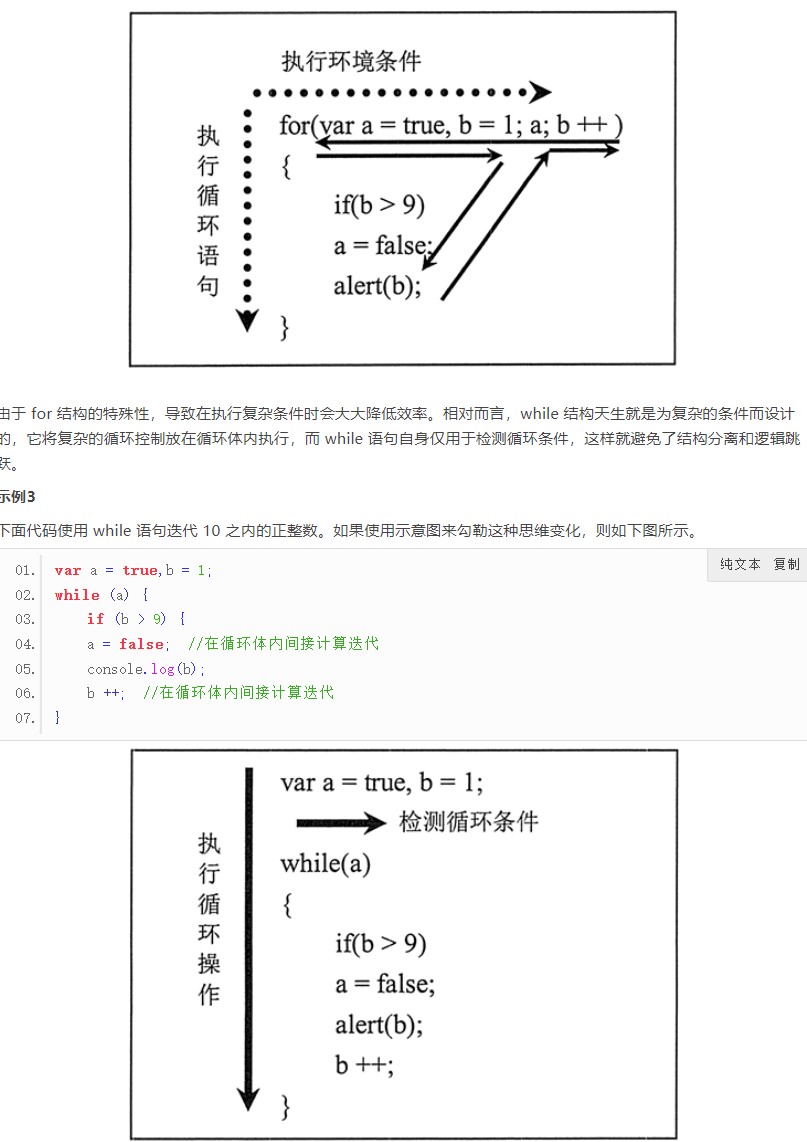 执行环境条件
执行循环语句
for(var a = true, b = 1; a; b ++ )
{
if(b > 9)
a = false;
alert(b);
}
由于 for 结构的特殊性，导致在执行复杂条件时会大大降低效率。相对而言，while 结构天生就是为复杂的条件而设计
的，它将复杂的循环控制放在循环体内执行，而 while 语句自身仅用于检测循环条件，这样就避免了结构分离和逻辑跳
跃。
示例3
下面代码使用 while 语句迭代 10 之内的正整数。如果使用示意图来勾勒这种思维变化，则如下图所示。
纯文本 复制
01. var a = true,b = 1;
02. while (a) {
03. if (b > 9) {
04. a = false; //在循环体内间接计算迭代
05. console.log(b);
06. b ++; //在循环体内间接计算迭代
07. }
执行循环操作
var a = true, b = 1;
检测循环条件
while(a)
{
if(b > 9)
a = false;
alert(b);
b ++;
}